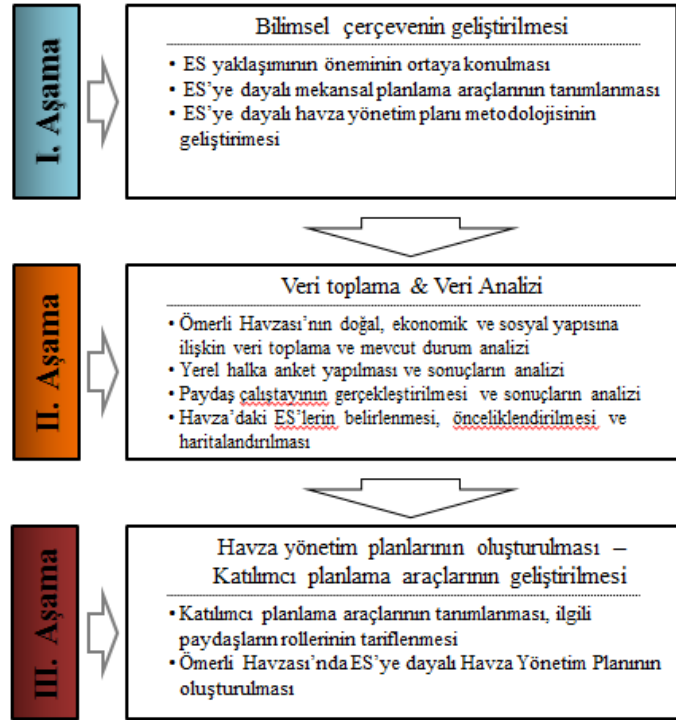 I. Aşama
Bilimsel çerçevenin geliştirilmesi
• ES yaklaşımının öneminin ortaya konulması
• ES'ye dayalı mekansal planlama araçlarının tanımlanması
• ES'ye dayalı havza yönetim planı metodolojisinin
geliştirimesi
II. Aşama
Veri toplama & Veri Analizi
• Ömerli Havzası'nın doğal, ekonomik ve sosyal yapısına
ilişkin veri toplama ve mevcut durum analizi
• Yerel halka anket yapılması ve sonuçların analizi
• Paydaş çalıştayının gerçekleştirilmesi ve sonuçların analizi
• Havza'daki ES'lerin belirlenmesi, önceliklendirilmesi ve
haritalandırılması
III. Aşama
Havza yönetim planlarının oluşturulması –
Katılımcı planlama araçlarının geliştirilmesi
• Katılımcı planlama araçlarının tanımlanması, ilgili
paydaşların rollerinin tariflenmesi
• Ömerli Havzası'nda ES'ye dayalı Havza Yönetim Planının
oluşturulması